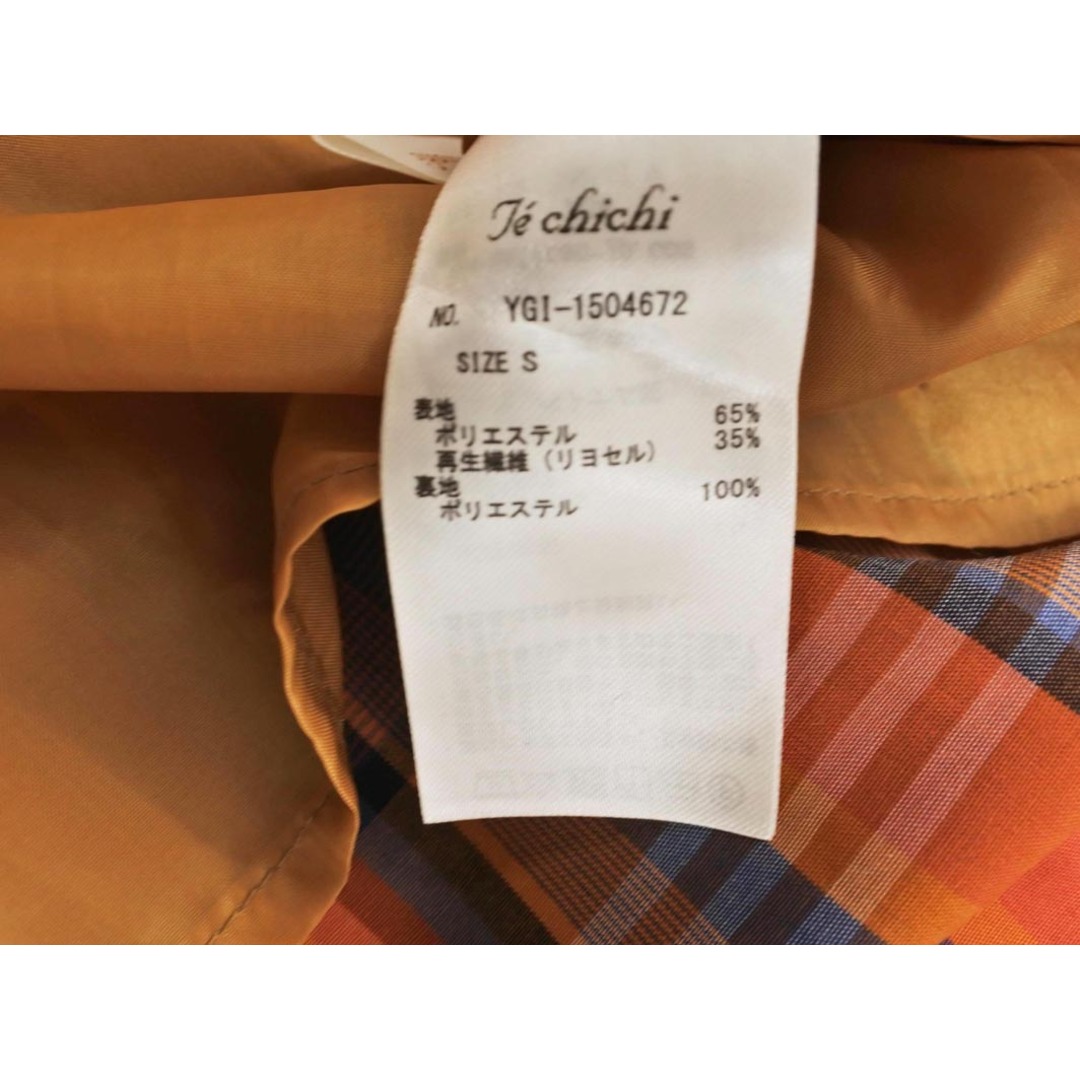 Jé chichi
NO. YGI-1504672
SIZE S
表地
ポリエステル 65%
再生繊維(リヨセル) 35%
裏地
ポリエステル 100%